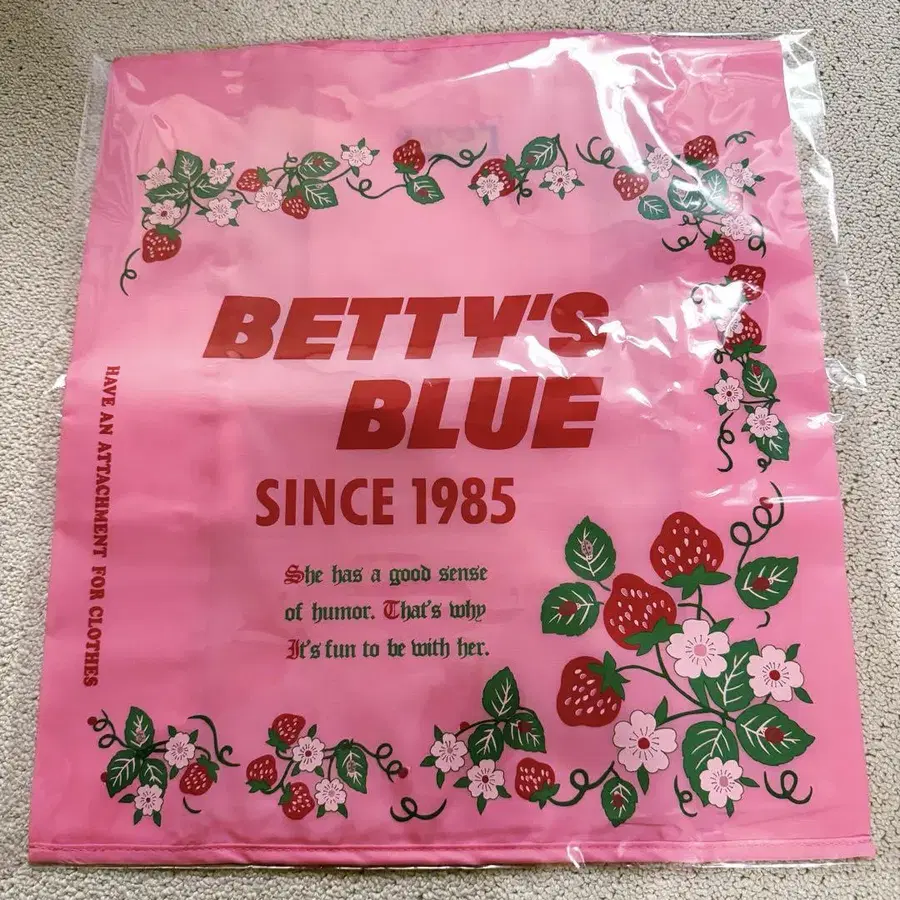 BETTY'S
BLUE
SINCE 1985
She has a good sense
of humor. That's why
It's fun to be with her.
HAVE AN ATTACHMENT FOR CLOTHES